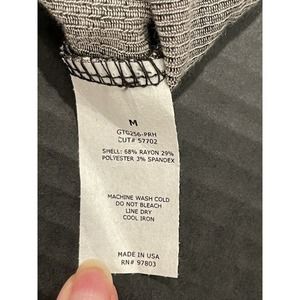 M
GTG256-PRH
CUT# 57702
SHELL: 68% RAYON 29%
POLYESTER 3% SPANDEX
MACHINE WASH COLD
DO NOT BLEACH
LINE DRY
COOL IRON
MADE IN USA
RN# 97803